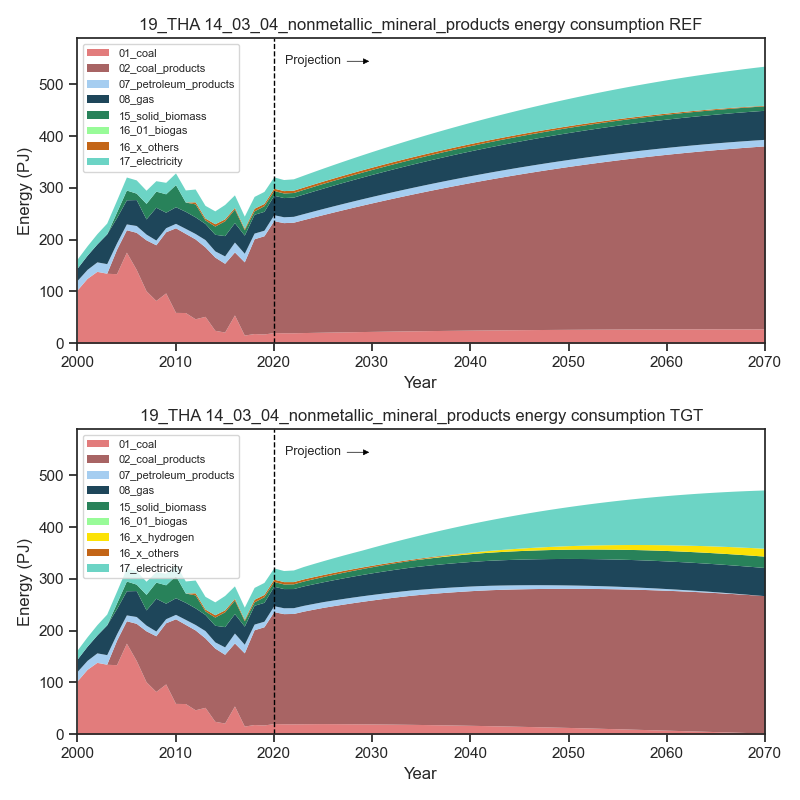 19_THA 14_03_04_nonmetallic_mineral_products energy consumption REF
Energy (PJ)
500
400
300
200
100
0
01_coal
02_coal_products
07_petroleum_products
08_gas
15_solid_biomass
16_01_biogas
16_x_others
17_electricity
Projection
2000 2010 2020 2030 2040 2050 2060 2070
Year
19_THA 14_03_04_nonmetallic_mineral_products energy consumption TGT
Energy (PJ)
500
400
300
200
100
0
01_coal
02_coal_products
07_petroleum_products
08_gas
15_solid_biomass
16_01_biogas
16_x_hydrogen
16_x_others
17_electricity
Projection
2000 2010 2020 2030 2040 2050 2060 2070
Year